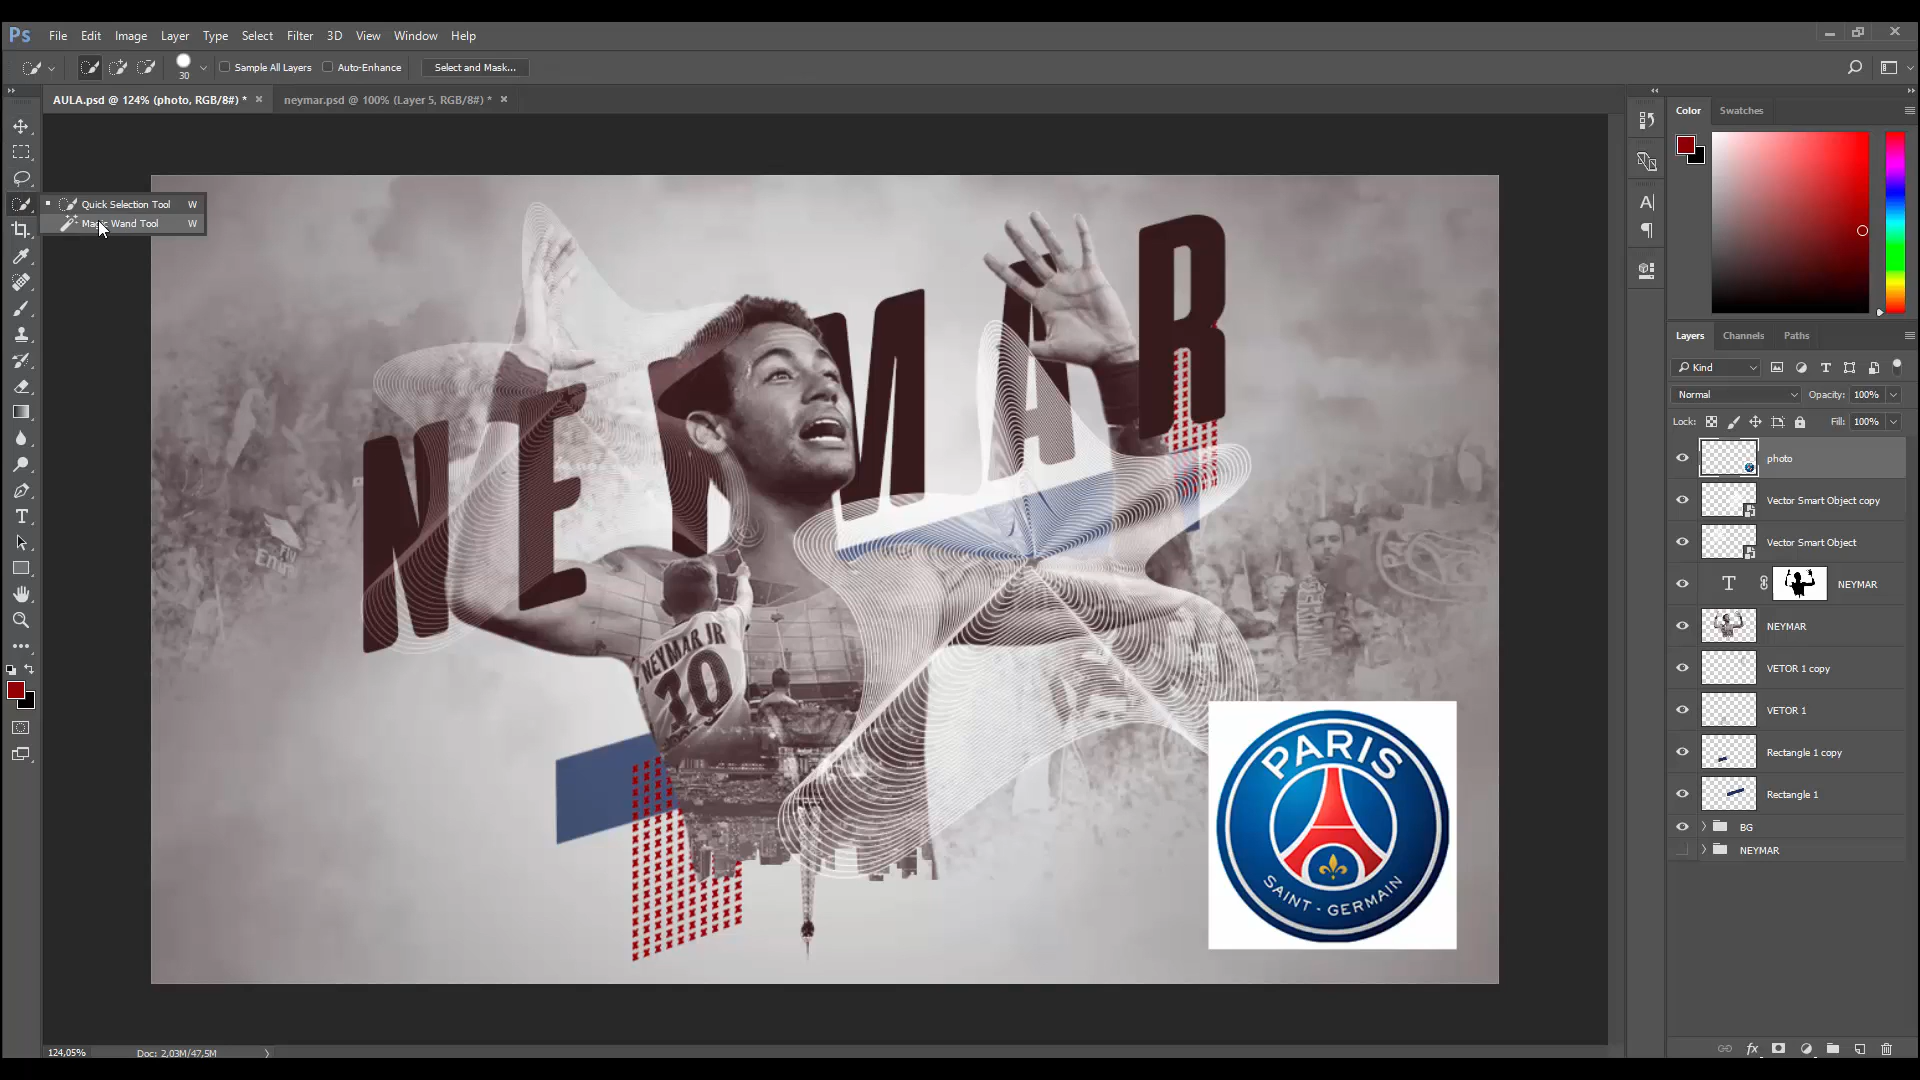 Ps File Edit Image Layer Type Select Filter 3D View Window Help
30 Sample All Layers Auto-Enhance Select and Mask...
AULA.psd @ 124% (photo, RGB/8#) * × neymar.psd @ 100% (Layer 5, RGB/8#) * ×
Quick Selection Tool W
Magic Wand Tool W
NEYMAR
NEYMAR JR
10
PARIS
SAINT - GERMAIN
Color Swatches
Layers Channels Paths
Kind
Normal Opacity: 100%
Lock: Fill: 100%
photo
Vector Smart Object copy
Vector Smart Object
T NEYMAR
NEYMAR
VETOR 1 copy
VETOR 1
Rectangle 1 copy
Rectangle 1
BG
NEYMAR
fx
124,05% Doc: 2,03M/47,5M